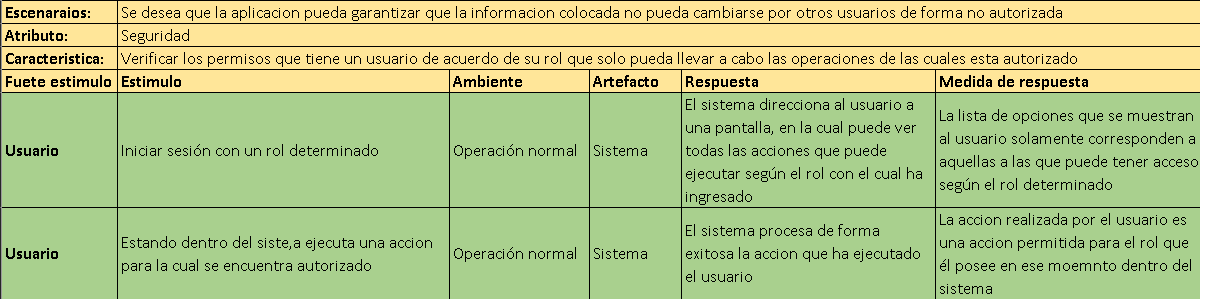 Escenaraios: Se desea que la aplicacion pueda garantizar que la informacion colocada no pueda cambiarse por otros usuarios de forma no autorizada
Atributo: Seguridad
Caracteristica: Verificar los permisos que tiene un usuario de acuerdo de su rol que solo pueda llevar a cabo las operaciones de las cuales esta autorizado
Fuete estimulo Estimulo Ambiente Artefacto Respuesta Medida de respuesta
Usuario
Iniciar sesión con un rol determinado
Operación normal
Sistema
El sistema direcciona al usuario a
una pantalla, en la cual puede ver
todas las acciones que puede
ejecutar según el rol con el cual ha
ingresado
La lista de opciones que se muestran
al usuario solamente corresponden a
aquellas a las que puede tener acceso
según el rol determinado
Usuario
Estando dentro del siste,a ejecuta una accion
para la cual se encuentra autorizado
Operación normal
Sistema
El sistema procesa de forma
exitosa la accion que ha ejecutado
el usuario
La accion realizada por el usuario es
una accion permitida para el rol que
él posee en ese moemnto dentro del
sistema